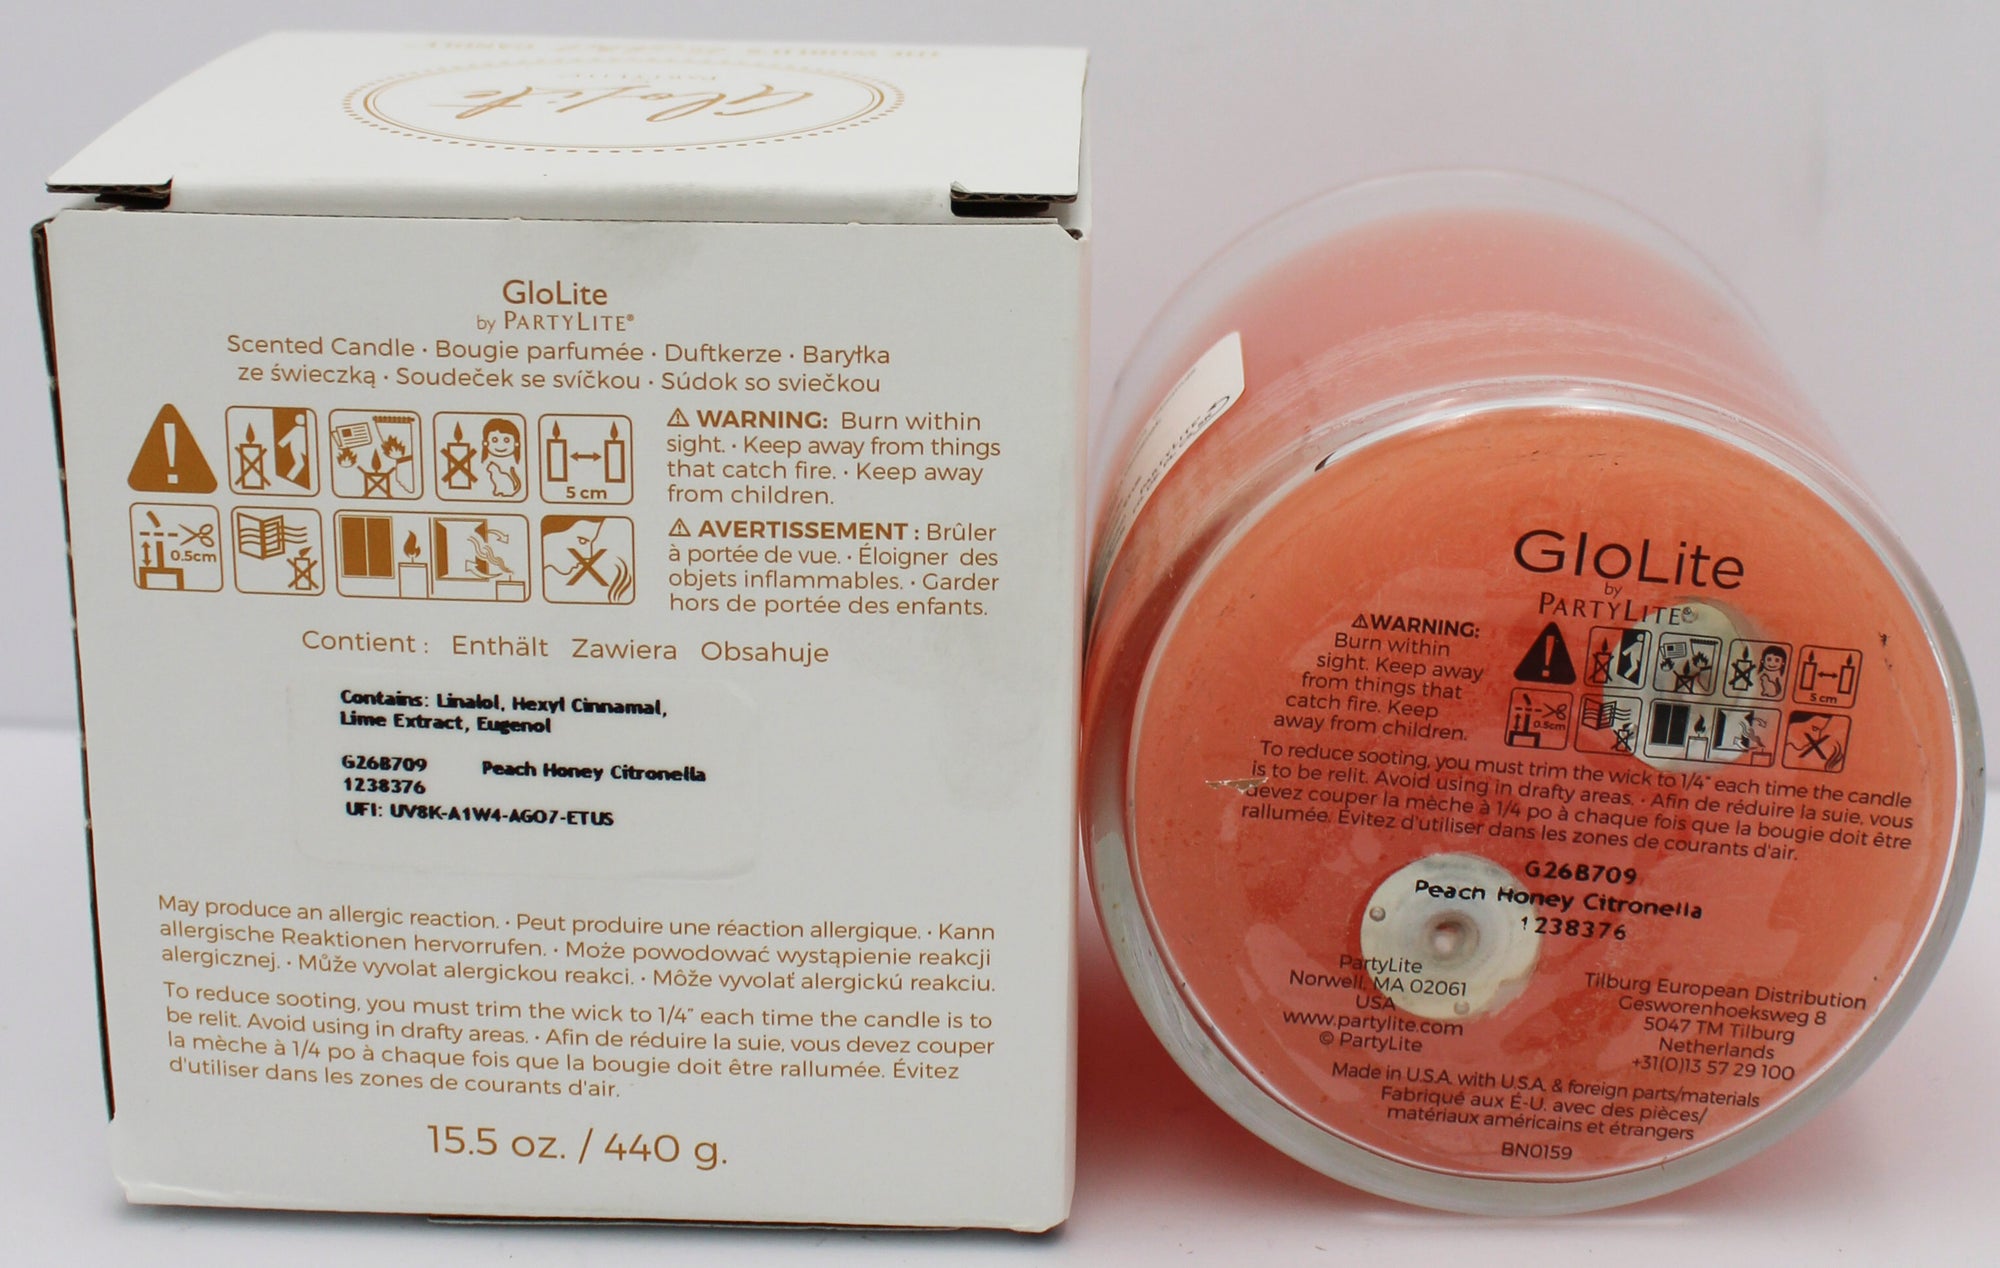 GloLite
PARTYLITE
GloLite
by PARTYLITE®
Scented Candle · Bougie parfumée · Duftkerze · Baryłka
ze świeczką · Soudeček se svíčkou · Súdok so sviečkou
5 cm
0.5cm
⚠ WARNING: Burn within
sight. · Keep away from things
that catch fire. · Keep away
from children.
⚠ AVERTISSEMENT : Brûler
à portée de vue. · Éloigner des
objets inflammables. · Garder
hors de portée des enfants.
Contient : Enthält Zawiera Obsahuje
Contains: Linalol, Hexyl Cinnamal,
Lime Extract, Eugenol
G26B709 Peach Honey Citronella
1238376
UFI: UV8K-A1W4-AG07-ETUS
May produce an allergic reaction. · Peut produire une réaction allergique. · Kann
allergische Reaktionen hervorrufen. · Może powodować wystąpienie reakcji
alergicznej. · Může vyvolat alergickou reakci. · Môže vyvolať alergickú reakciu.
To reduce sooting, you must trim the wick to 1/4″ each time the candle is to
be relit. Avoid using in drafty areas. · Afin de réduire la suie, vous devez couper
la mèche à 1/4 po à chaque fois que la bougie doit être rallumée. Évitez
d'utiliser dans les zones de courants d'air.
15.5 oz. / 440 g.
GloLite
by
PARTYLITE®
⚠WARNING:
Burn within
sight. Keep away
from things that
catch fire. Keep
away from children.
5 cm
0.5cm
To reduce sooting, you must trim the wick to 1/4″ each time the candle
is to be relit. Avoid using in drafty areas. · Afin de réduire la suie, vous
devez couper la mèche à 1/4 po à chaque fois que la bougie doit être
rallumée. Évitez d'utiliser dans les zones de courants d'air.
G26B709
Peach Honey Citronella
1238376
PartyLite
Norwell, MA 02061
USA
www.partylite.com
© PartyLite
Tilburg European Distribution
Gesworenhoeksweg 8
5047 TM Tilburg
Netherlands
+31(0)13 57 29 100
Made in U.S.A. with U.S.A. & foreign parts/materials
Fabriqué aux É-U. avec des pièces/
matériaux américains et étrangers
BN0159